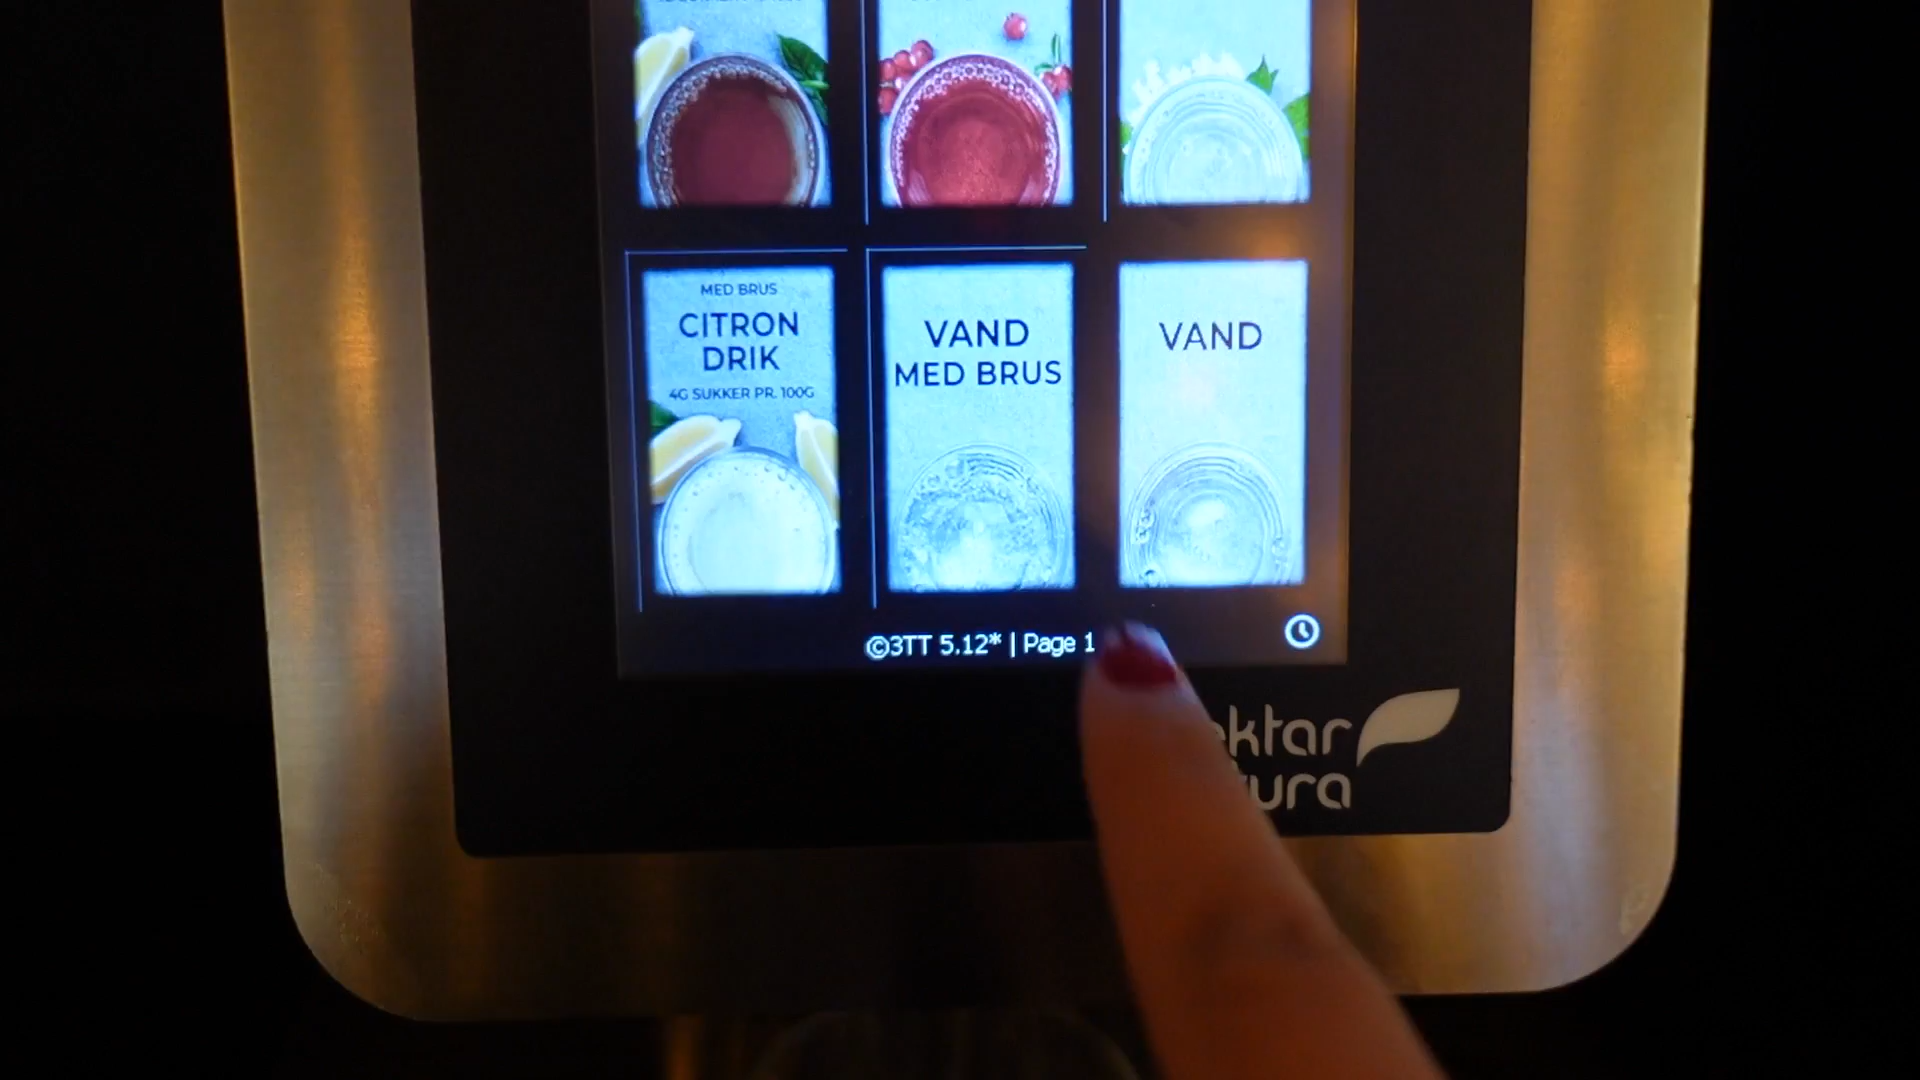 MED BRUS
CITRON
DRIK
4G SUKKER PR. 100G
VAND
MED BRUS
VAND
©3TT 5.12* | Page 1
ektar
ura